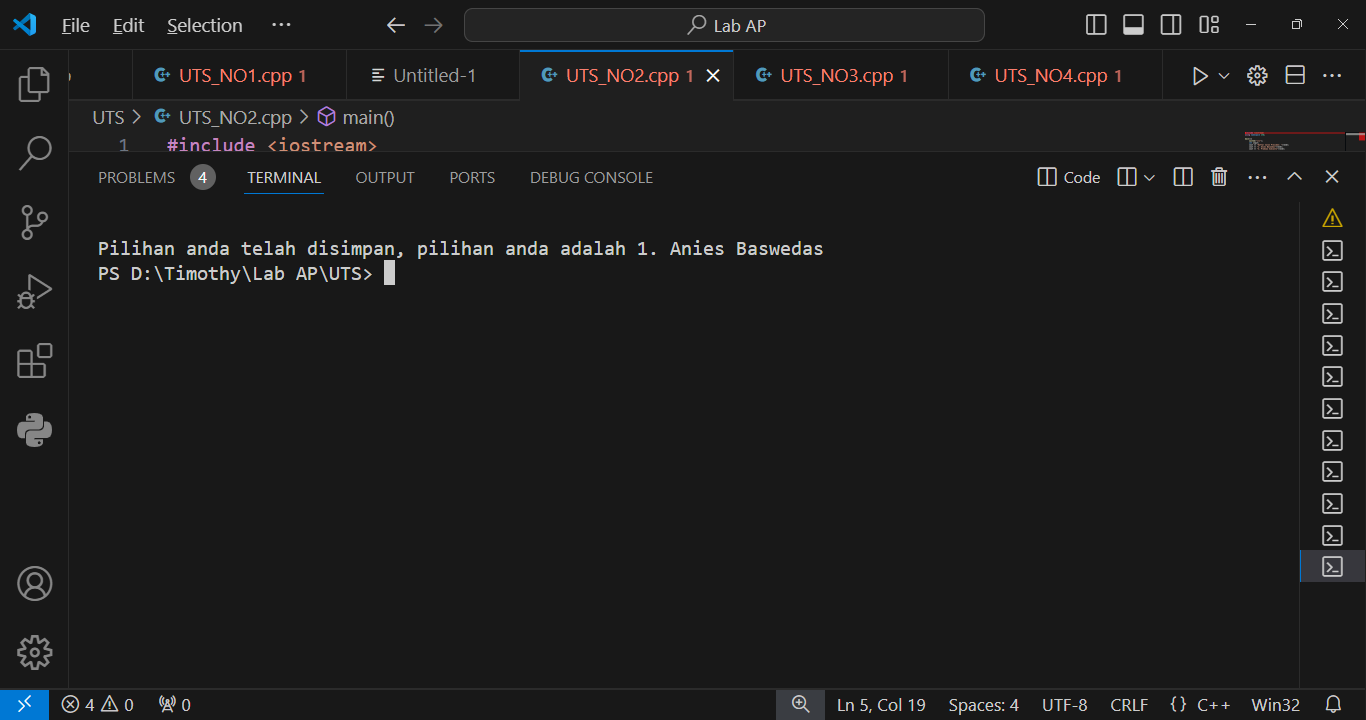 File Edit Selection ··· Lab AP
UTS_NO1.cpp 1 Untitled-1 UTS_NO2.cpp 1 UTS_NO3.cpp 1 UTS_NO4.cpp 1
UTS > UTS_NO2.cpp > main()
1 #include <iostream>
PROBLEMS 4 TERMINAL OUTPUT PORTS DEBUG CONSOLE Code
Pilihan anda telah disimpan, pilihan anda adalah 1. Anies Baswedas
PS D:\Timothy\Lab AP\UTS>
4 0 0 Ln 5, Col 19 Spaces: 4 UTF-8 CRLF {} C++ Win32